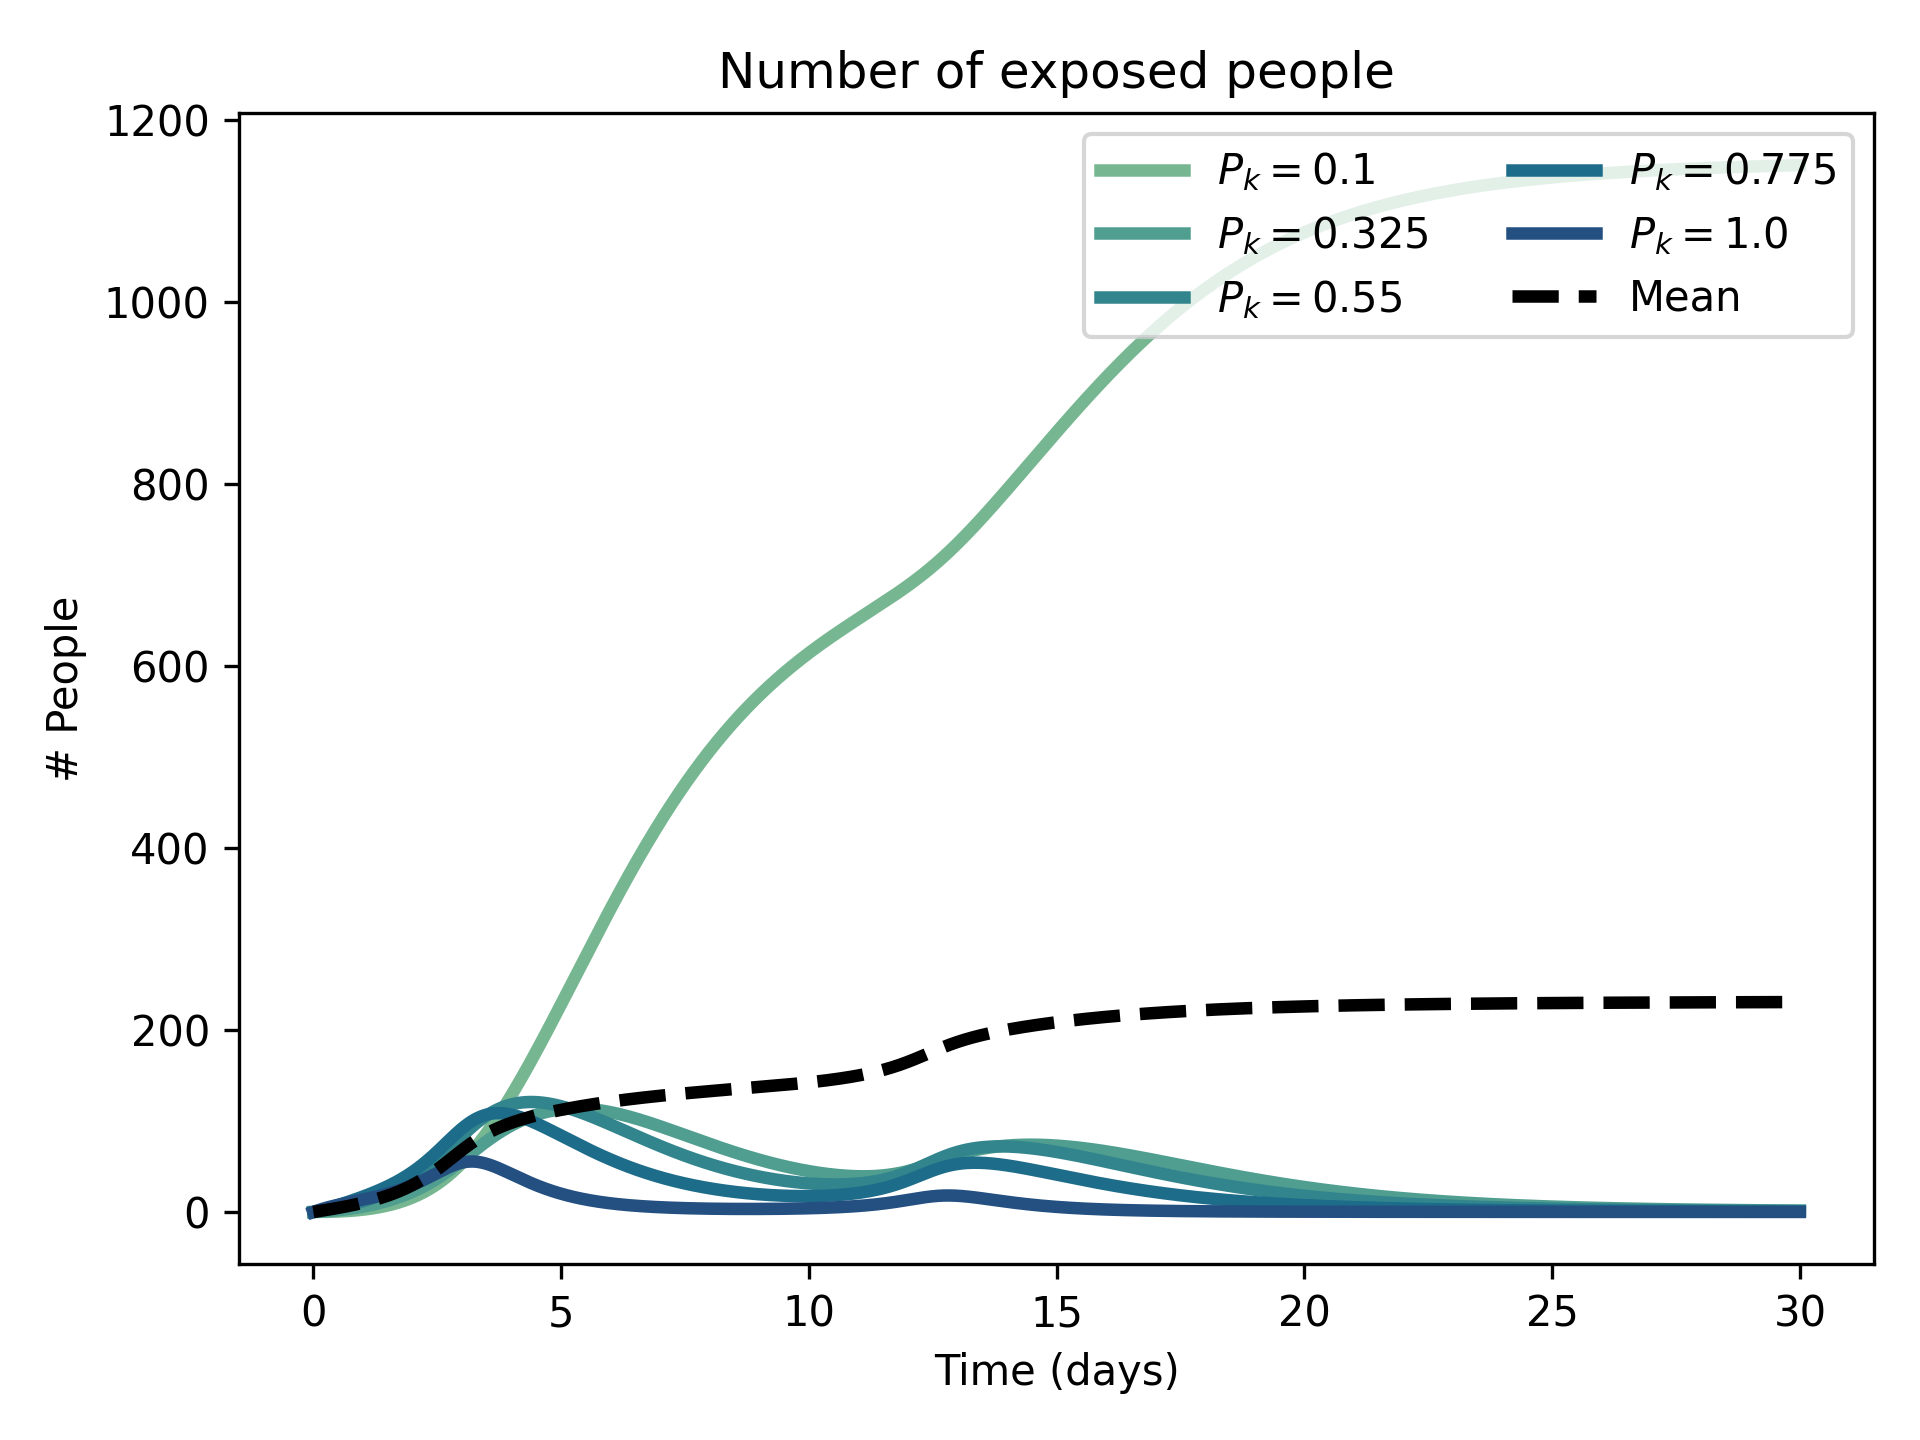 Number of exposed people
1200
1000
800
600
400
200
0
# People
P_k = 0.1
P_k = 0.325
P_k = 0.55
P_k = 0.775
P_k = 1.0
Mean
0 5 10 15 20 25 30
Time (days)